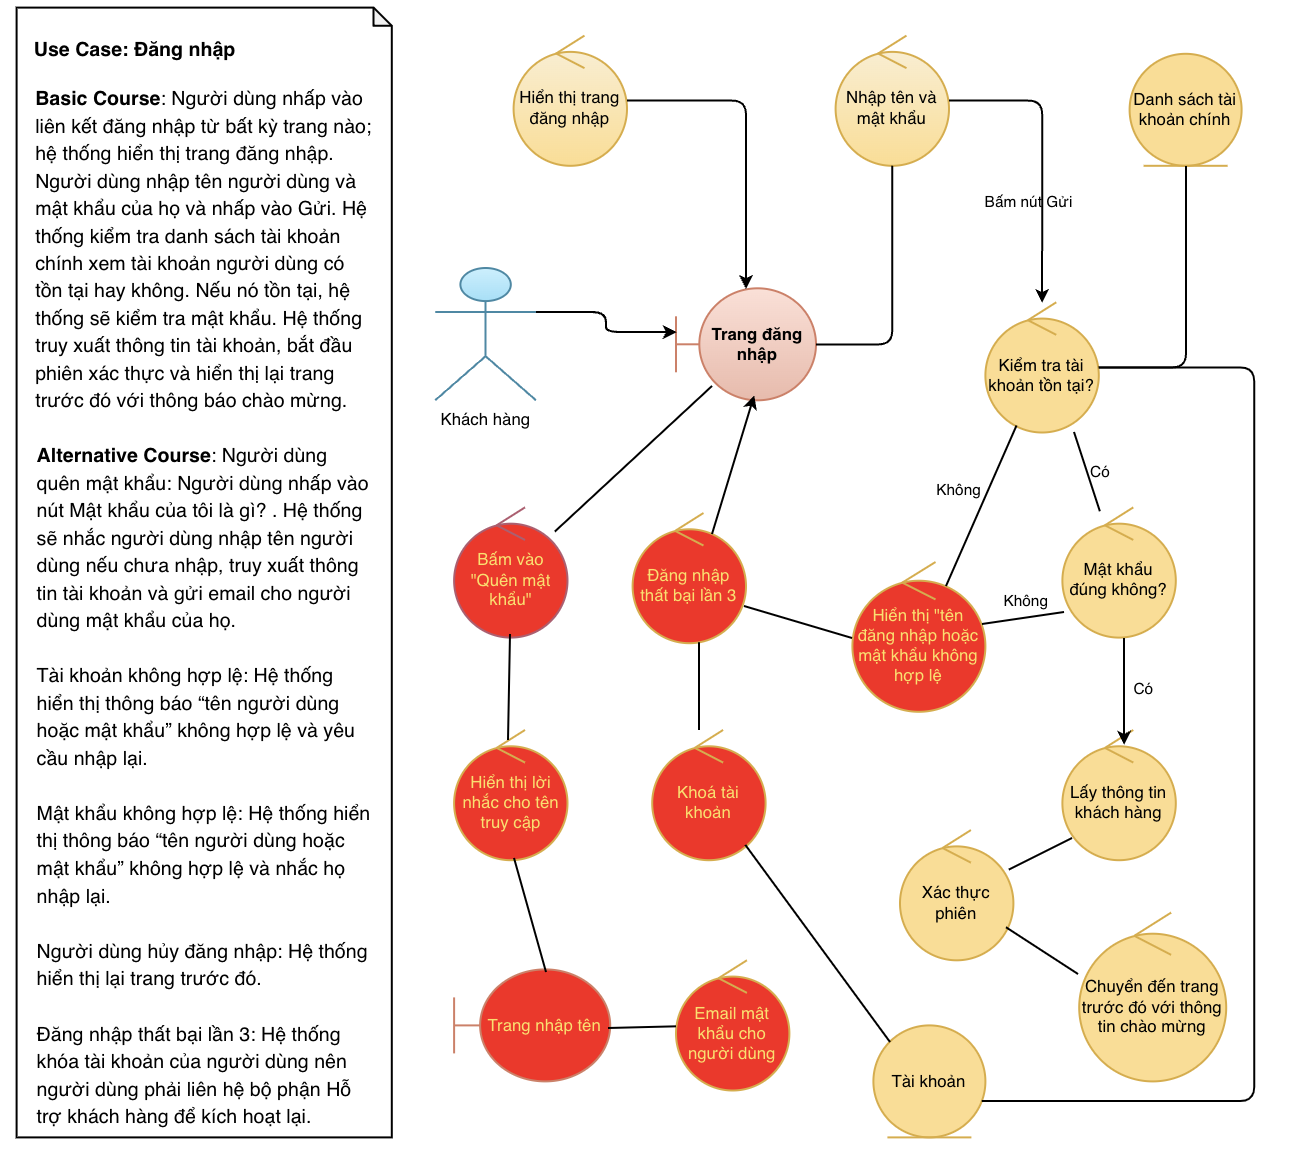 Use Case: Đăng nhập
Basic Course: Người dùng nhấp vào
liên kết đăng nhập từ bất kỳ trang nào;
hệ thống hiển thị trang đăng nhập.
Người dùng nhập tên người dùng và
mật khẩu của họ và nhấp vào Gửi. Hệ
thống kiểm tra danh sách tài khoản
chính xem tài khoản người dùng có
tồn tại hay không. Nếu nó tồn tại, hệ
thống sẽ kiểm tra mật khẩu. Hệ thống
truy xuất thông tin tài khoản, bắt đầu
phiên xác thực và hiển thị lại trang
trước đó với thông báo chào mừng.
Alternative Course: Người dùng
quên mật khẩu: Người dùng nhấp vào
nút Mật khẩu của tôi là gì? . Hệ thống
sẽ nhắc người dùng nhập tên người
dùng nếu chưa nhập, truy xuất thông
tin tài khoản và gửi email cho người
dùng mật khẩu của họ.
Tài khoản không hợp lệ: Hệ thống
hiển thị thông báo “tên người dùng
hoặc mật khẩu” không hợp lệ và yêu
cầu nhập lại.
Mật khẩu không hợp lệ: Hệ thống hiển
thị thông báo “tên người dùng hoặc
mật khẩu” không hợp lệ và nhắc họ
nhập lại.
Người dùng hủy đăng nhập: Hệ thống
hiển thị lại trang trước đó.
Đăng nhập thất bại lần 3: Hệ thống
khóa tài khoản của người dùng nên
người dùng phải liên hệ bộ phận Hỗ
trợ khách hàng để kích hoạt lại.
Hiển thị trang
đăng nhập
Nhập tên và
mật khẩu
Danh sách tài
khoản chính
Bấm nút Gửi
Khách hàng
Trang đăng
nhập
Kiểm tra tài
khoản tồn tại?
Không
Có
Bấm vào
"Quên mật
khẩu"
Đăng nhập
thất bại lần 3
Hiển thị "tên
đăng nhập hoặc
mật khẩu không
hợp lệ
Không
Mật khẩu
đúng không?
Có
Hiển thị lời
nhắc cho tên
truy cập
Khoá tài
khoản
Lấy thông tin
khách hàng
Xác thực
phiên
Chuyển đến trang
trước đó với thông
tin chào mừng
Trang nhập tên
Email mật
khẩu cho
người dùng
Tài khoản